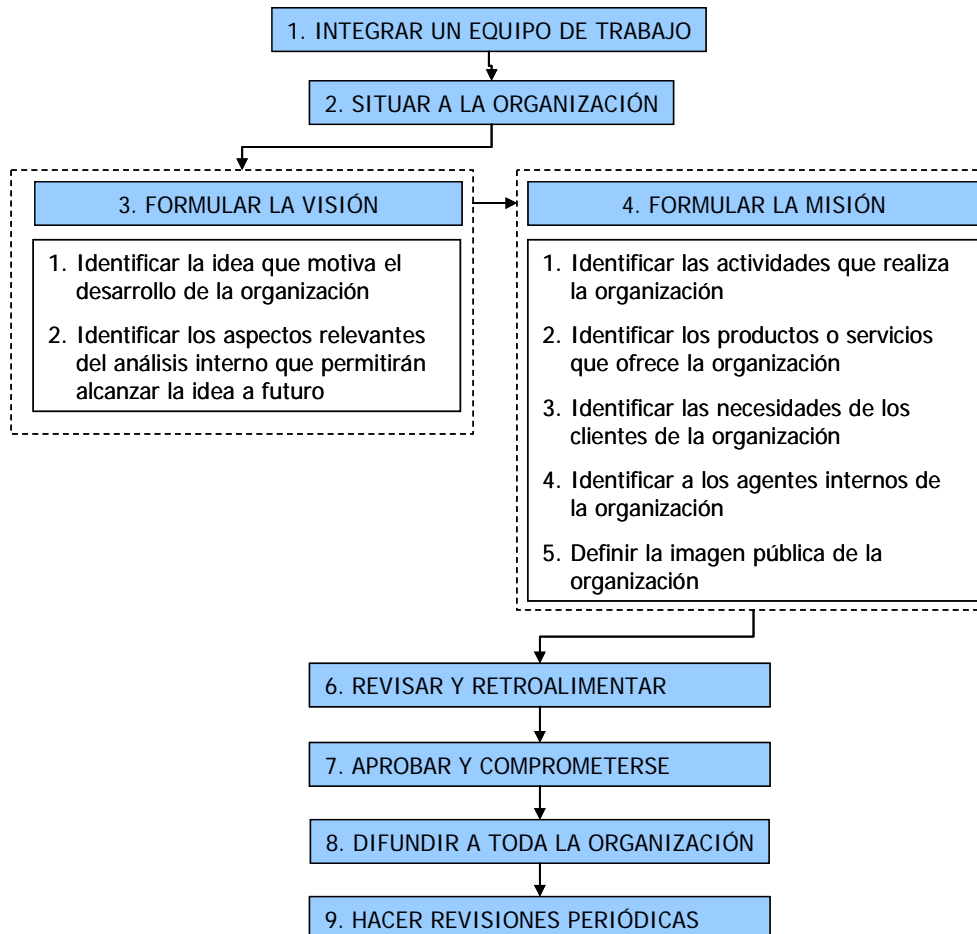 1. INTEGRAR UN EQUIPO DE TRABAJO
2. SITUAR A LA ORGANIZACIÓN
3. FORMULAR LA VISIÓN
1. Identificar la idea que motiva el
desarrollo de la organización
2. Identificar los aspectos relevantes
del análisis interno que permitirán
alcanzar la idea a futuro
4. FORMULAR LA MISIÓN
1. Identificar las actividades que realiza
la organización
2. Identificar los productos o servicios
que ofrece la organización
3. Identificar las necesidades de los
clientes de la organización
4. Identificar a los agentes internos de
la organización
5. Definir la imagen pública de la
organización
6. REVISAR Y RETROALIMENTAR
7. APROBAR Y COMPROMETERSE
8. DIFUNDIR A TODA LA ORGANIZACIÓN
9. HACER REVISIONES PERIÓDICAS